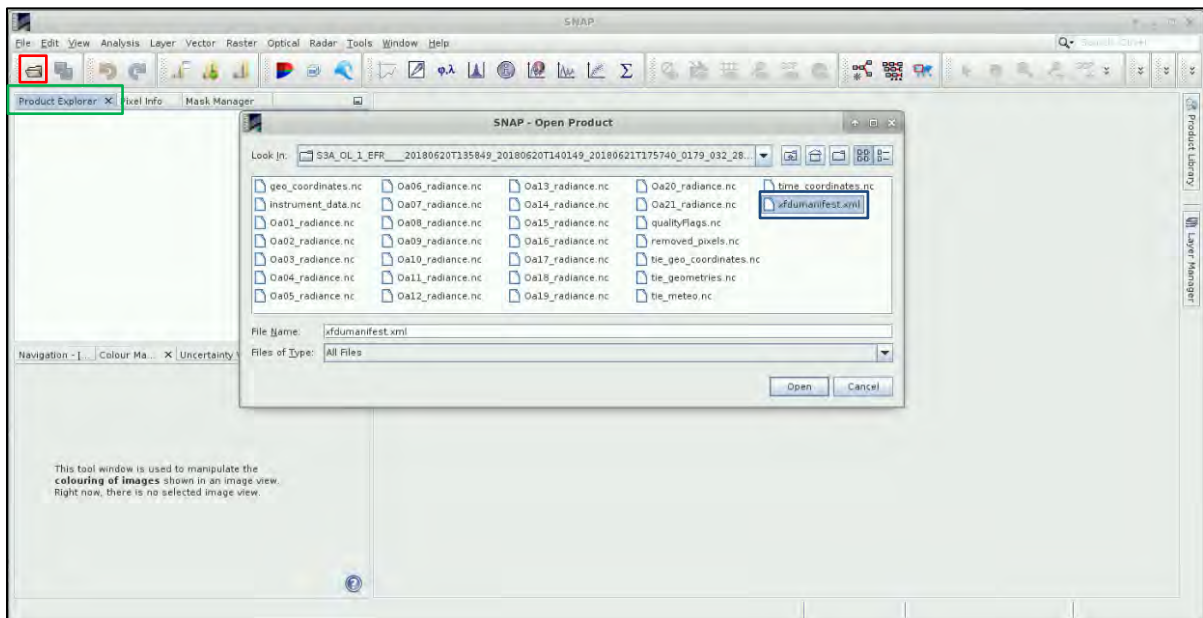 SNAP
File Edit View Analysis Layer Vector Raster Optical Radar Tools Window Help
Product Explorer X Pixel Info Mask Manager
SNAP - Open Product
Look In: S3A_OL_1_EFR____20180620T135849_20180620T140149_20180621T175740_0179_032_28...
geo_coordinates.nc Oa06_radiance.nc Oa13_radiance.nc Oa20_radiance.nc time_coordinates.nc
instrument_data.nc Oa07_radiance.nc Oa14_radiance.nc Oa21_radiance.nc xfdumanifest.xml
Oa01_radiance.nc Oa08_radiance.nc Oa15_radiance.nc qualityFlags.nc
Oa02_radiance.nc Oa09_radiance.nc Oa16_radiance.nc removed_pixels.nc
Oa03_radiance.nc Oa10_radiance.nc Oa17_radiance.nc tie_geo_coordinates.nc
Oa04_radiance.nc Oa11_radiance.nc Oa18_radiance.nc tie_geometries.nc
Oa05_radiance.nc Oa12_radiance.nc Oa19_radiance.nc tie_meteo.nc
File Name: xfdumanifest.xml
Files of Type: All Files
Open Cancel
Navigation - [... Colour Ma... X Uncertainty
This tool window is used to manipulate the
colouring of images shown in an image view.
Right now, there is no selected image view.
Product Library
Layer Manager